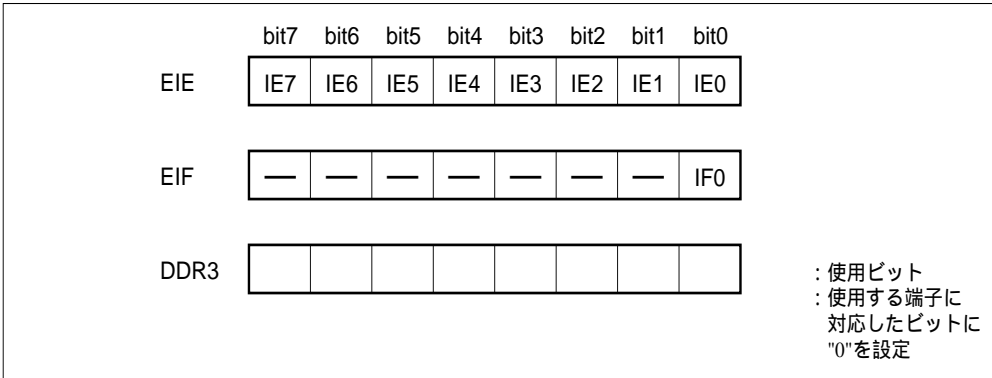 bit7 bit6 bit5 bit4 bit3 bit2 bit1 bit0
EIE IE7 IE6 IE5 IE4 IE3 IE2 IE1 IE0
EIF — — — — — — — IF0
DDR3
：使用ビット
：使用する端子に
対応したビットに
"0"を設定